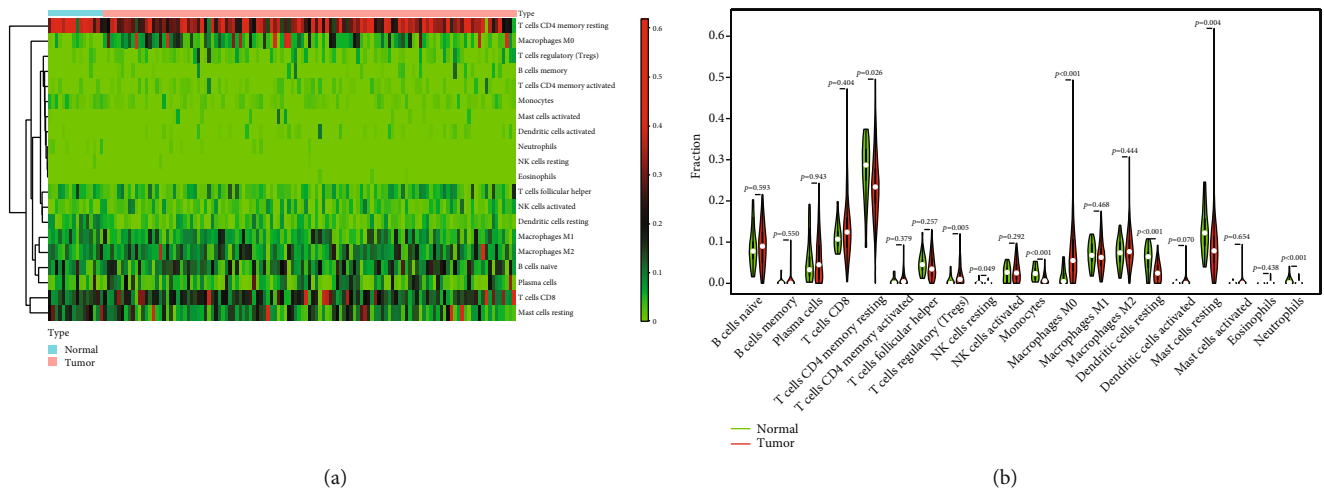 Type
T cells CD4 memory resting
Macrophages M0
T cells regulatory (Tregs)
B cells memory
T cells CD4 memory activated
Monocytes
Mast cells activated
Dendritic cells activated
Neutrophils
NK cells resting
Eosinophils
T cells follicular helper
NK cells activated
Dendritic cells resting
Macrophages M1
Macrophages M2
B cells naive
Plasma cells
T cells CD8
Mast cells resting
0.6
0.5
0.4
0.3
0.2
0.1
0
Type
Normal
Tumor
(a)
Fraction
0.6
0.5
0.4
0.3
0.2
0.1
0.0
p=0.593
p=0.550
p=0.943
p=0.404
p=0.026
p=0.379
p=0.257
p=0.005
p=0.049
p=0.292
p<0.001
p<0.001
p=0.468
p=0.444
p<0.001
p=0.070
p=0.004
p=0.654
p=0.438
p<0.001
B cells naive
B cells memory
Plasma cells
T cells CD8
T cells CD4 memory resting
T cells CD4 memory activated
T cells follicular helper
T cells regulatory (Tregs)
NK cells resting
NK cells activated
Monocytes
Macrophages M0
Macrophages M1
Macrophages M2
Dendritic cells resting
Dendritic cells activated
Mast cells resting
Mast cells activated
Eosinophils
Neutrophils
Normal
Tumor
(b)